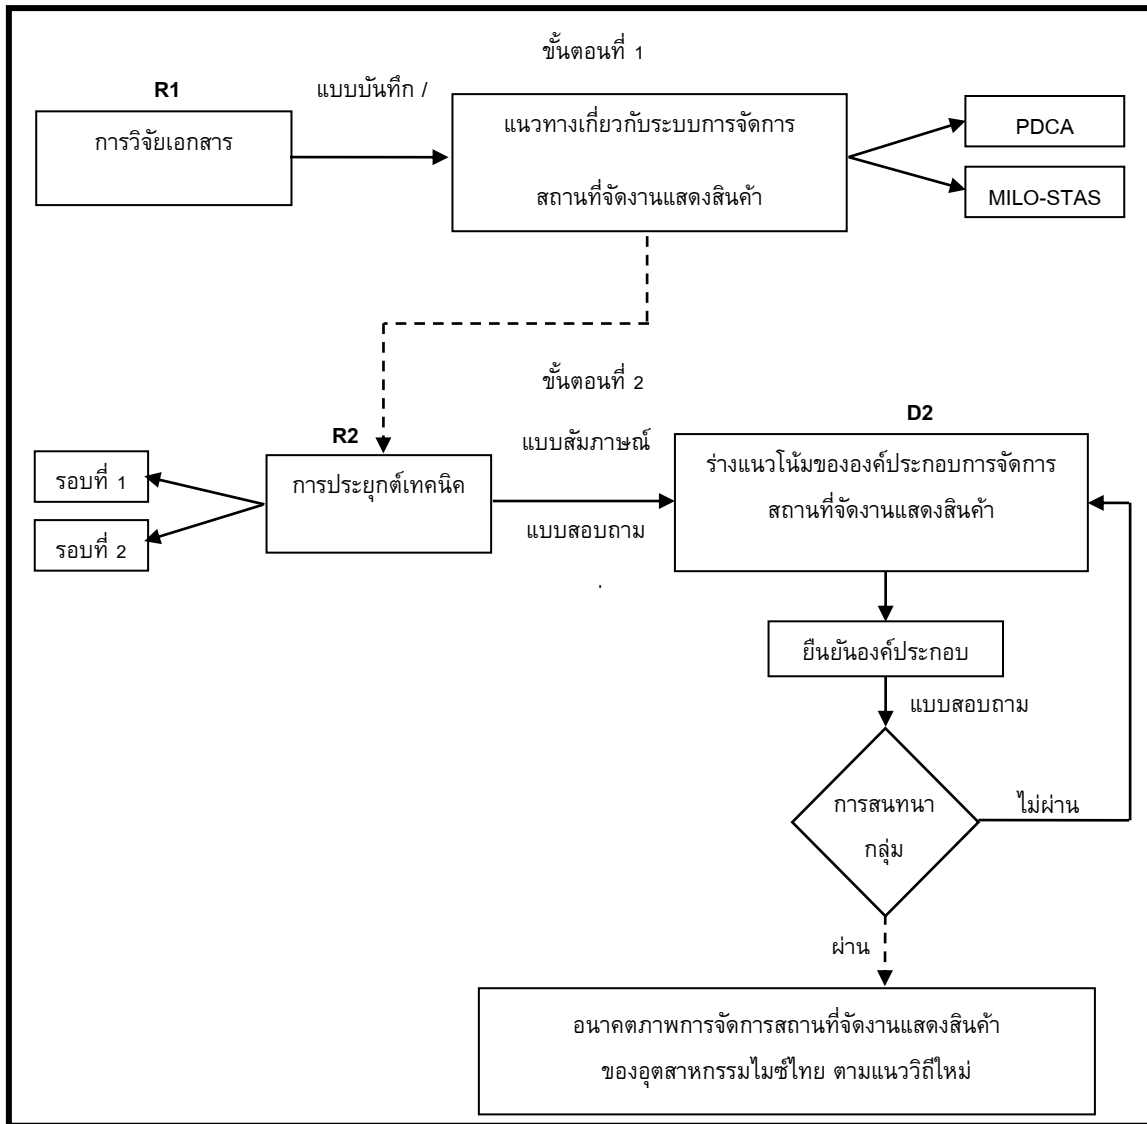 ขั้นตอนที่ 1
R1
แบบบันทึก /
การวิจัยเอกสาร
แนวทางเกี่ยวกับระบบการจัดการ
สถานที่จัดงานแสดงสินค้า
PDCA
MILO-STAS
ขั้นตอนที่ 2
R2
แบบสัมภาษณ์
D2
รอบที่ 1
รอบที่ 2
การประยุกต์เทคนิค
แบบสอบถาม
ร่างแนวโน้มขององค์ประกอบการจัดการ
สถานที่จัดงานแสดงสินค้า
ยืนยันองค์ประกอบ
แบบสอบถาม
การสนทนา
กลุ่ม
ไม่ผ่าน
ผ่าน
อนาคตภาพการจัดการสถานที่จัดงานแสดงสินค้า
ของอุตสาหกรรมไมซ์ไทย ตามแนววิถีใหม่